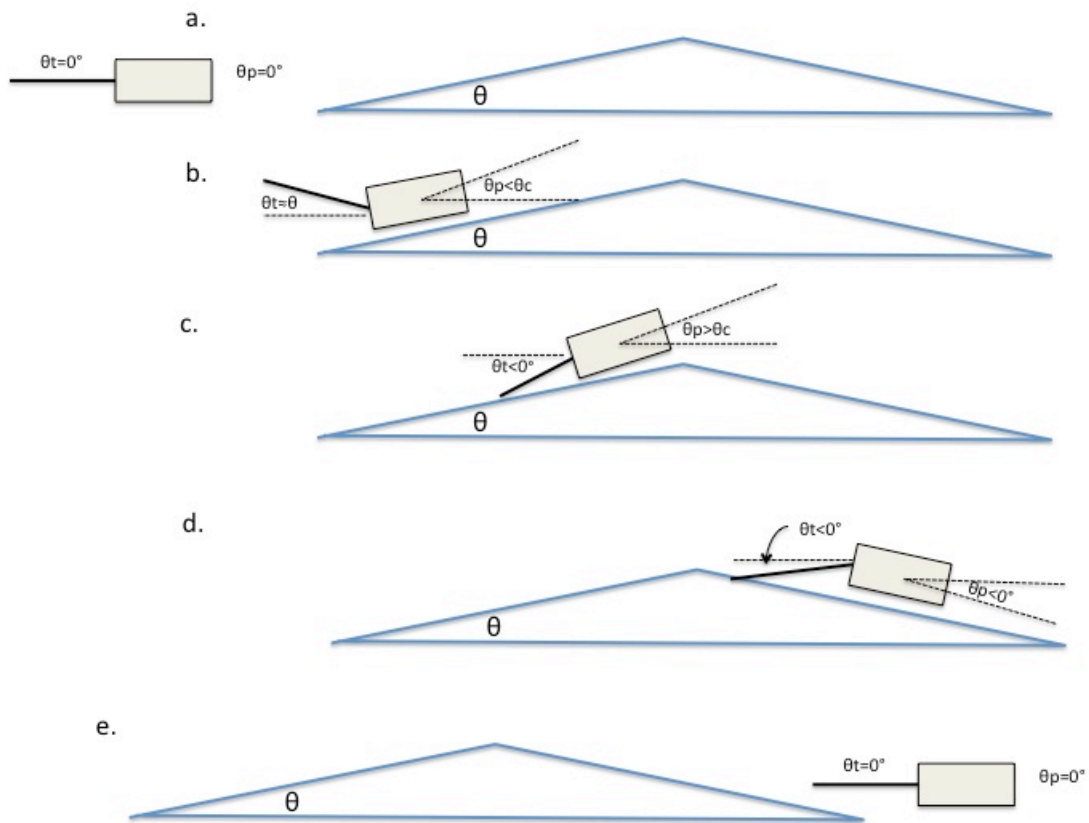 a.
θt=0°
θp=0°
θ
b.
θt≈θ
θp<θc
θ
c.
θt<0°
θp>θc
θ
d.
θt<0°
θp<0°
θ
e.
θt=0°
θp=0°
θ